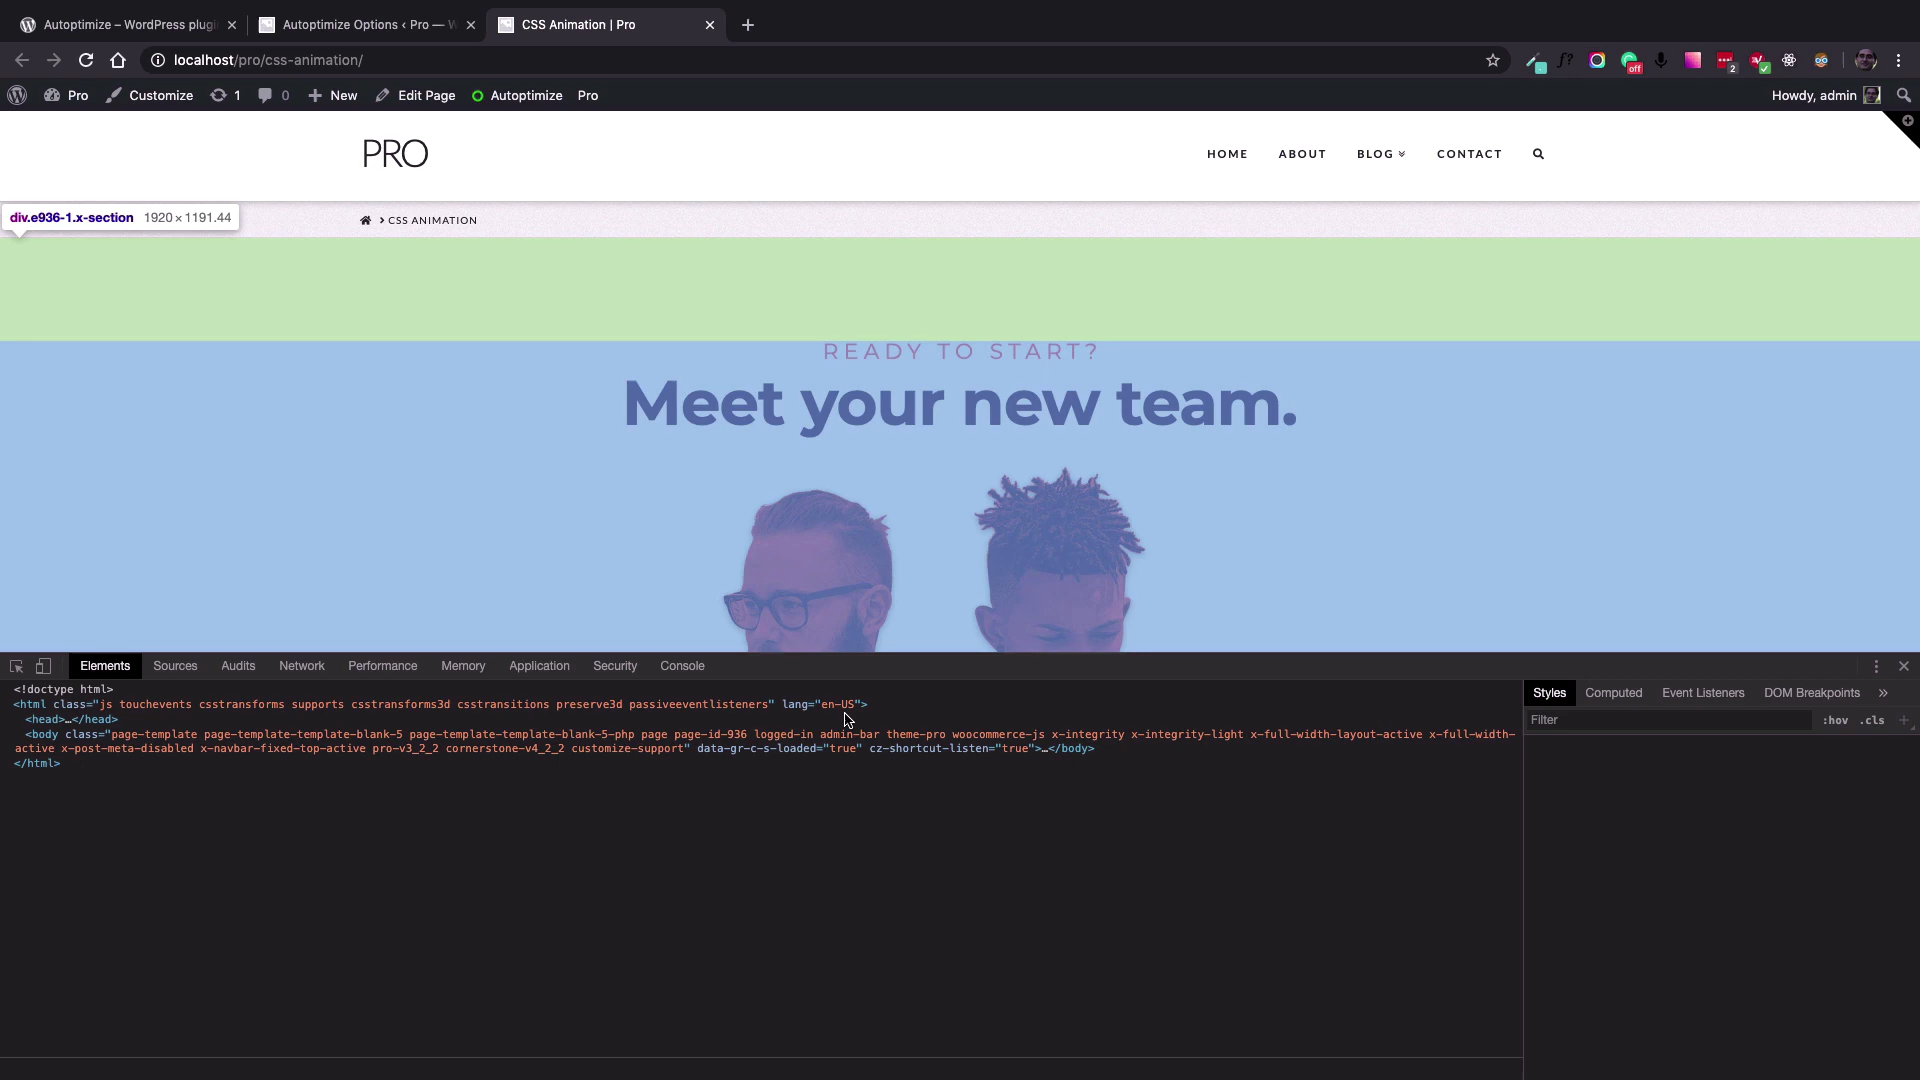 Autoptimize – WordPress plugi
Autoptimize Options ‹ Pro — W
CSS Animation | Pro
localhost/pro/css-animation/
f?
off
2
Pro
Customize
1
0
New
Edit Page
Autoptimize
Pro
Howdy, admin
PRO
HOME
ABOUT
BLOG
CONTACT
div.e936-1.x-section 1920 × 1191.44
CSS ANIMATION
READY TO START?
Meet your new team.
Elements
Sources
Audits
Network
Performance
Memory
Application
Security
Console
<!doctype html>
<html class="js touchevents csstransforms supports csstransforms3d csstransitions preserve3d passiveeventlisteners" lang="en-US">
<head>…</head>
<body class="page-template page-template-template-blank-5 page-template-template-blank-5-php page page-id-936 logged-in admin-bar theme-pro woocommerce-js x-integrity x-integrity-light x-full-width-layout-active x-full-width-
active x-post-meta-disabled x-navbar-fixed-top-active pro-v3_2_2 cornerstone-v4_2_2 customize-support" data-gr-c-s-loaded="true" cz-shortcut-listen="true">…</body>
</html>
Styles
Computed
Event Listeners
DOM Breakpoints
»
Filter
:hov
.cls